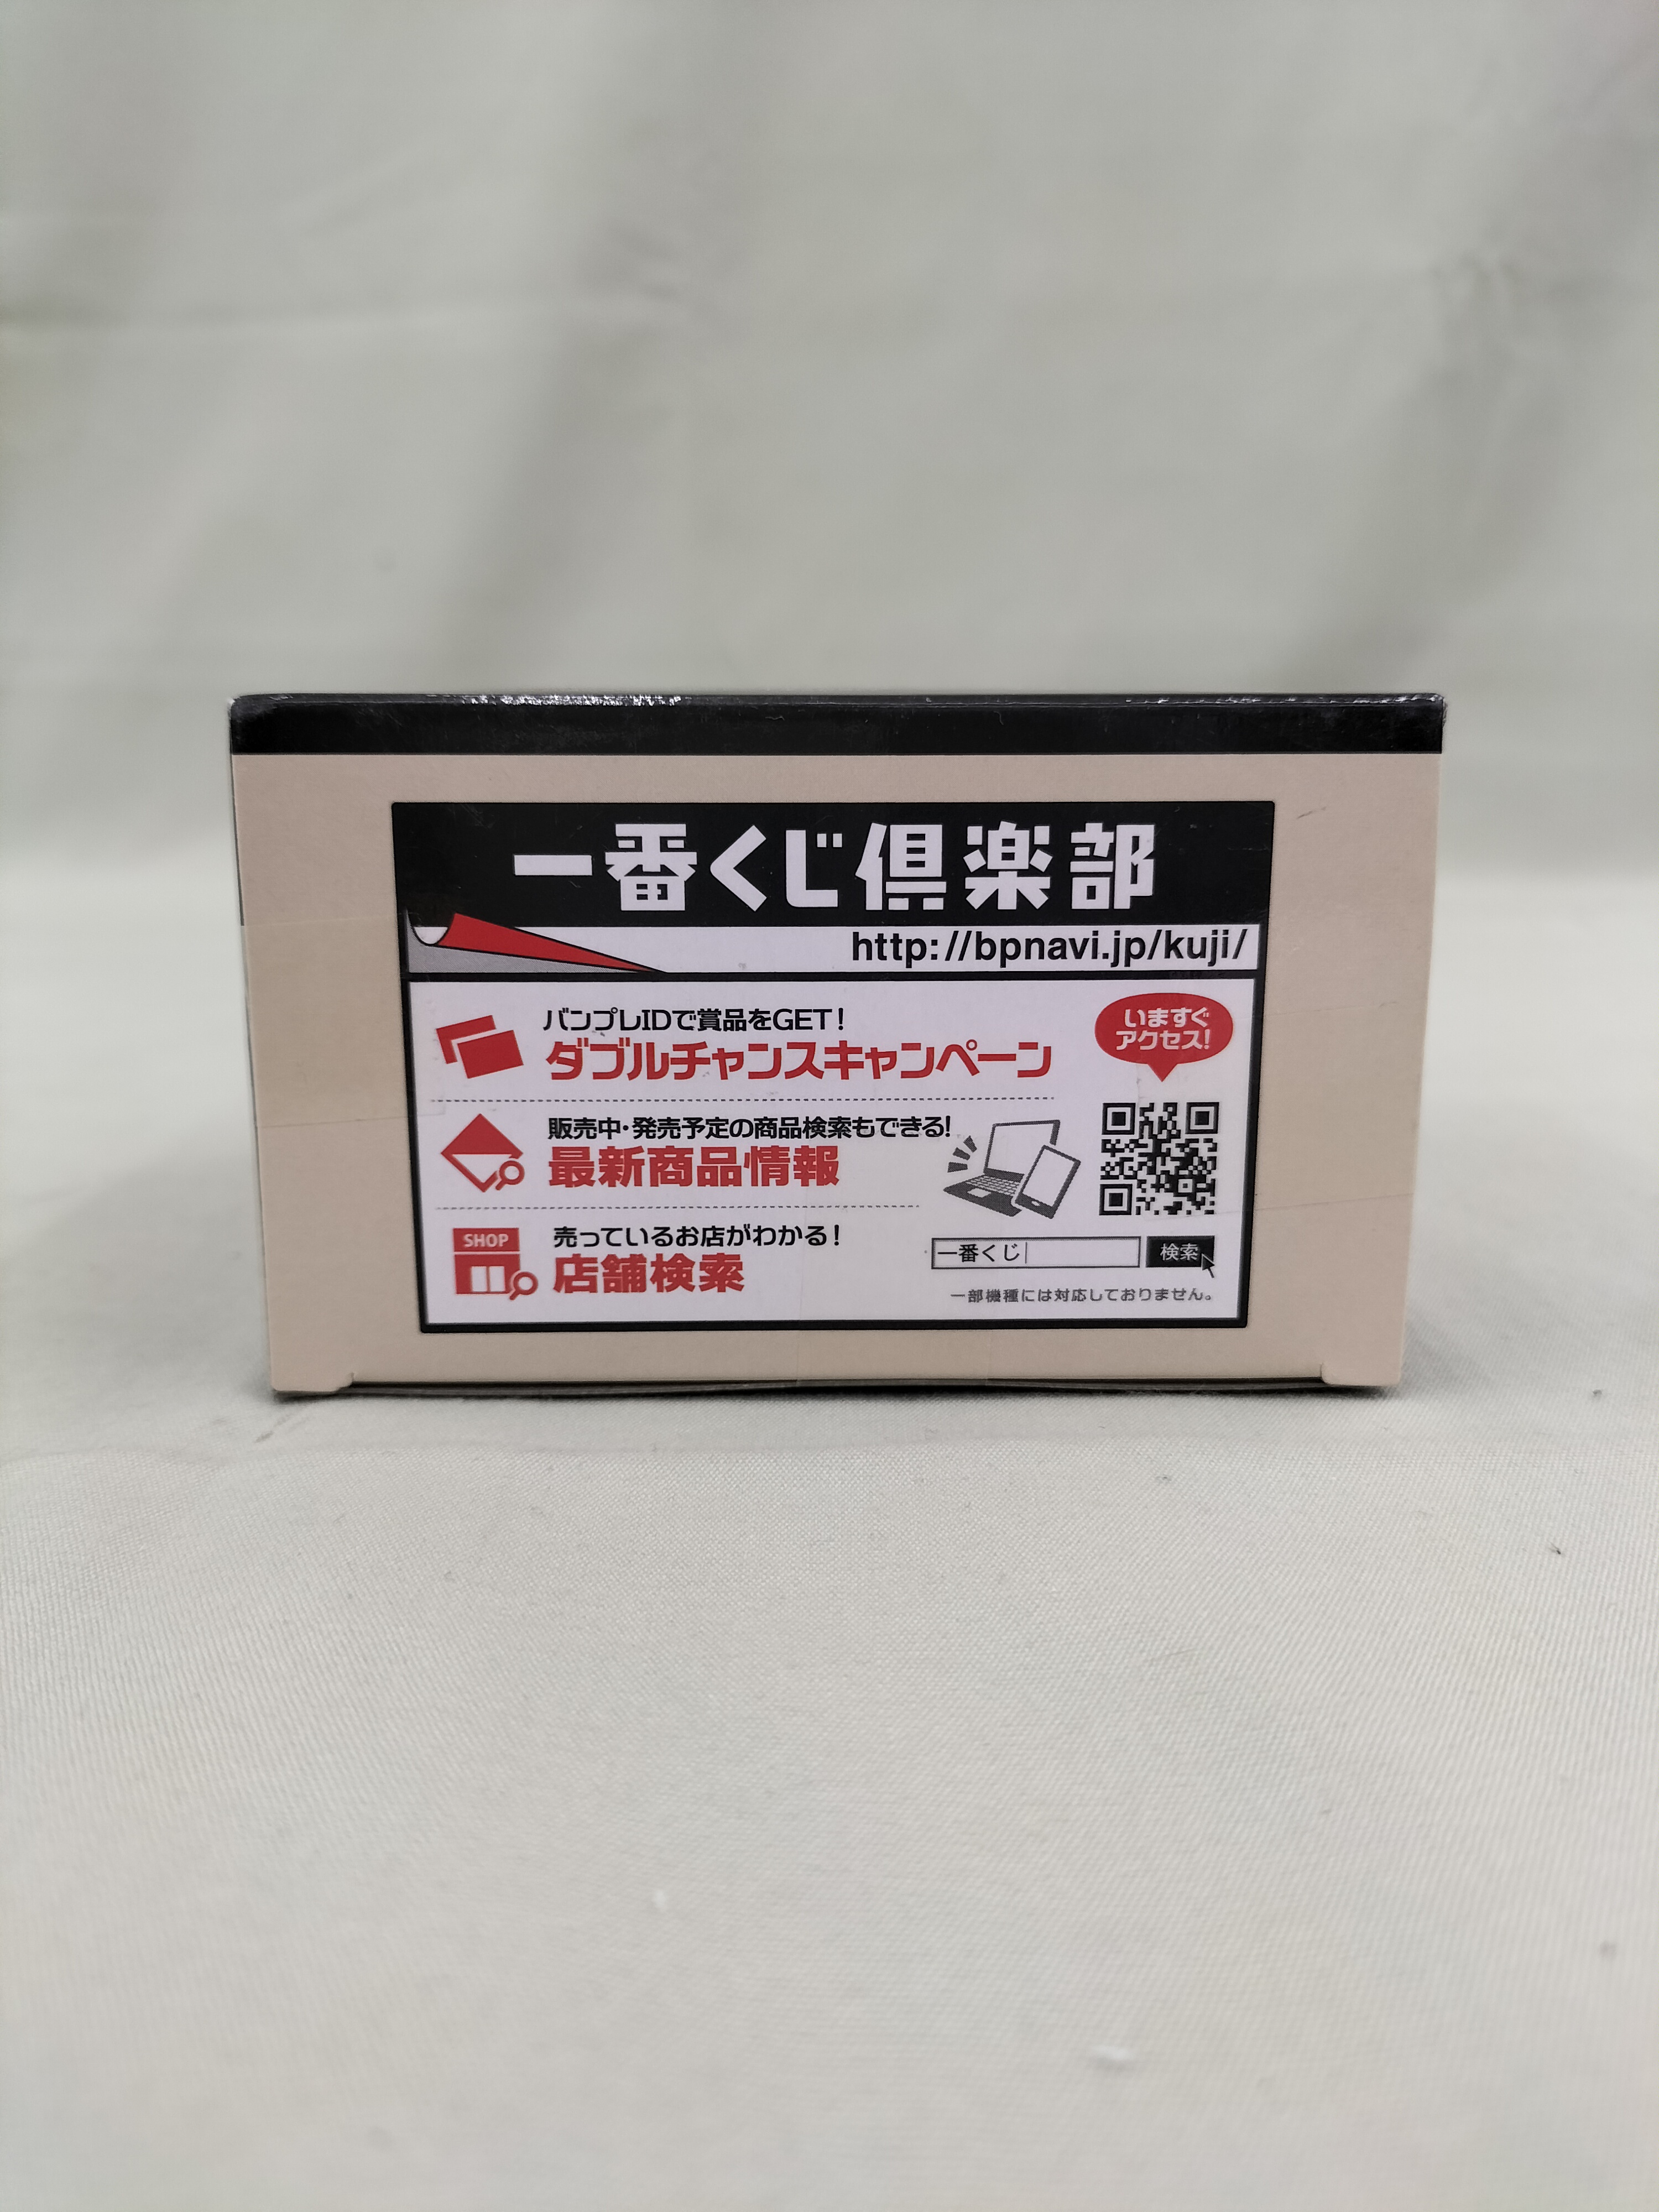 一番くじ倶楽部
http://bpnavi.jp/kuji/
バンプレIDで賞品をGET!
ダブルチャンスキャンペーン
いますぐ
アクセス!
販売中・発売予定の商品検索もできる!
最新商品情報
SHOP
売っているお店がわかる!
店舗検索
一番くじ
検索
一部機種には対応しておりません。